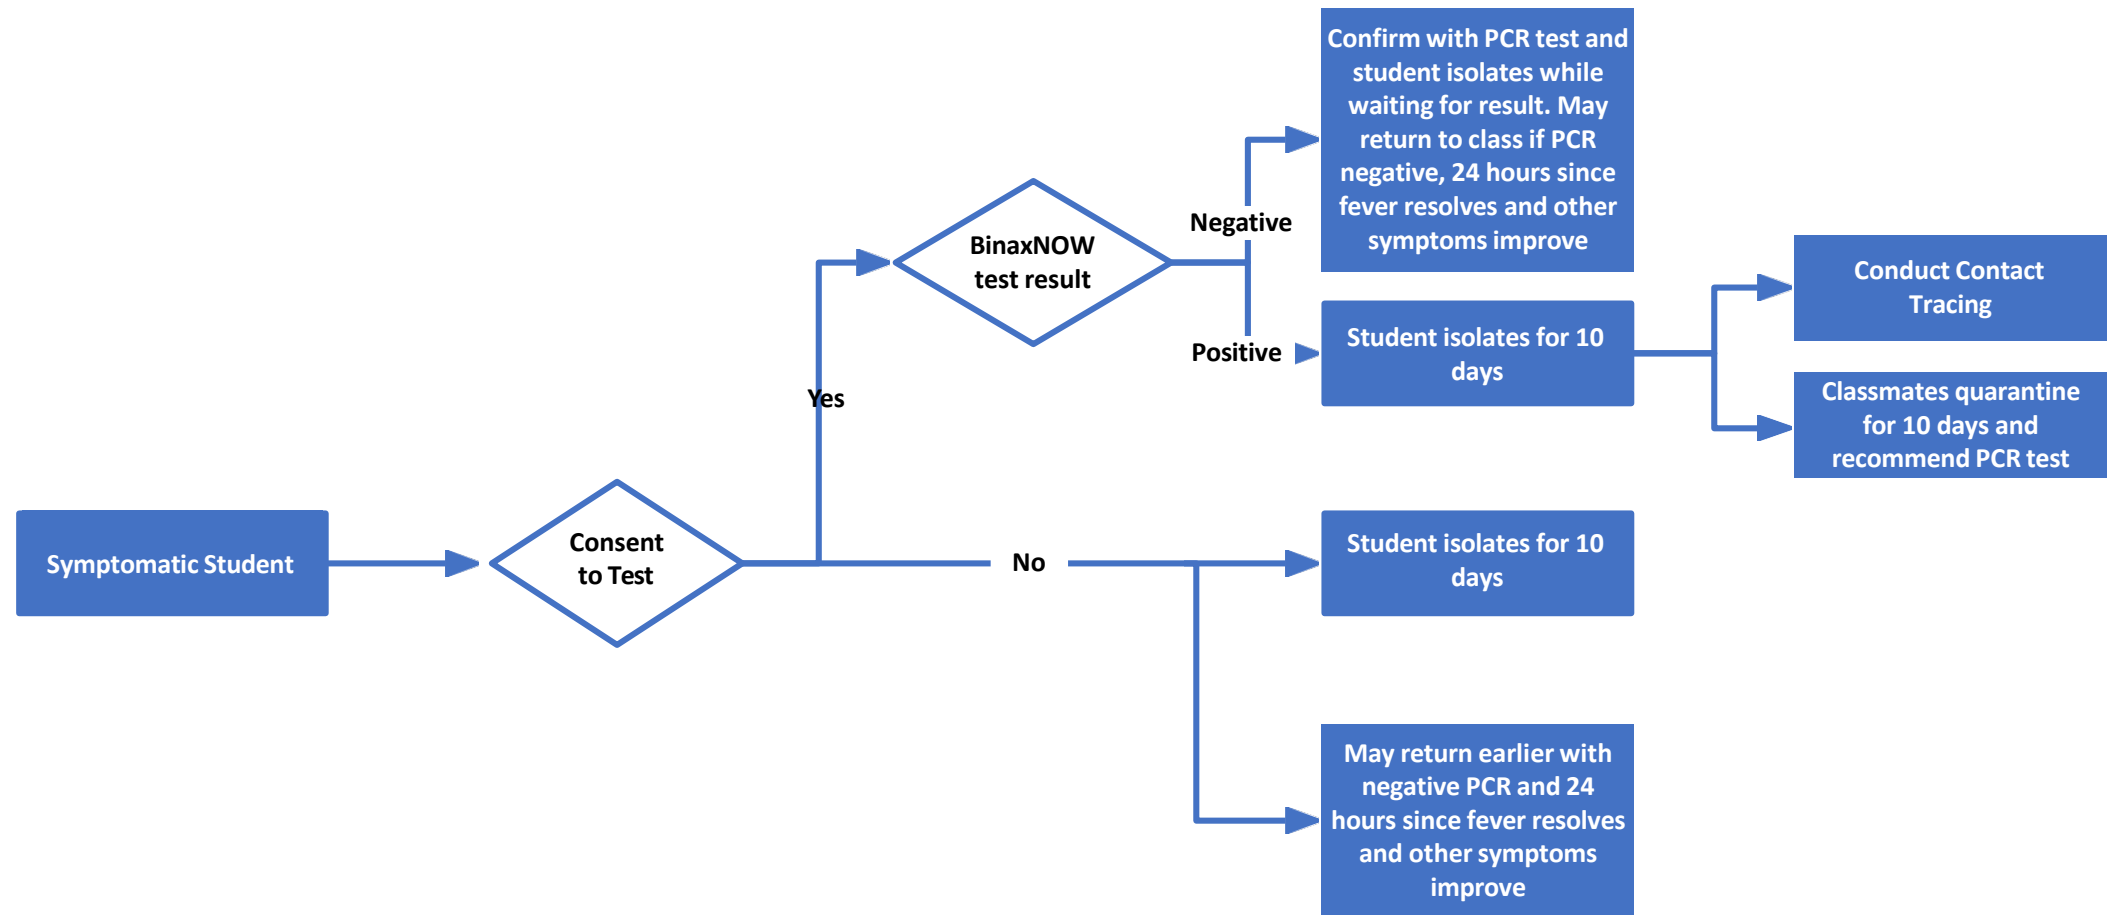 Symptomatic Student
Consent
to Test
Yes
No
BinaxNOW
test result
Negative
Positive
Confirm with PCR test and
student isolates while
waiting for result. May
return to class if PCR
negative, 24 hours since
fever resolves and other
symptoms improve
Student isolates for 10
days
Conduct Contact
Tracing
Classmates quarantine
for 10 days and
recommend PCR test
Student isolates for 10
days
May return earlier with
negative PCR and 24
hours since fever resolves
and other symptoms
improve